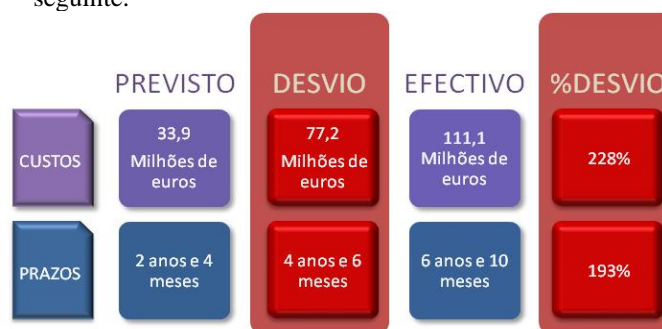 seguinte:
PREVISTO DESVIO EFECTIVO %DESVIO
CUSTOS
33,9
Milhões de
euros
77,2
Milhões de
euros
111,1
Milhões de
euros
228%
PRAZOS
2 anos e 4
meses
4 anos e 6
meses
6 anos e 10
meses
193%